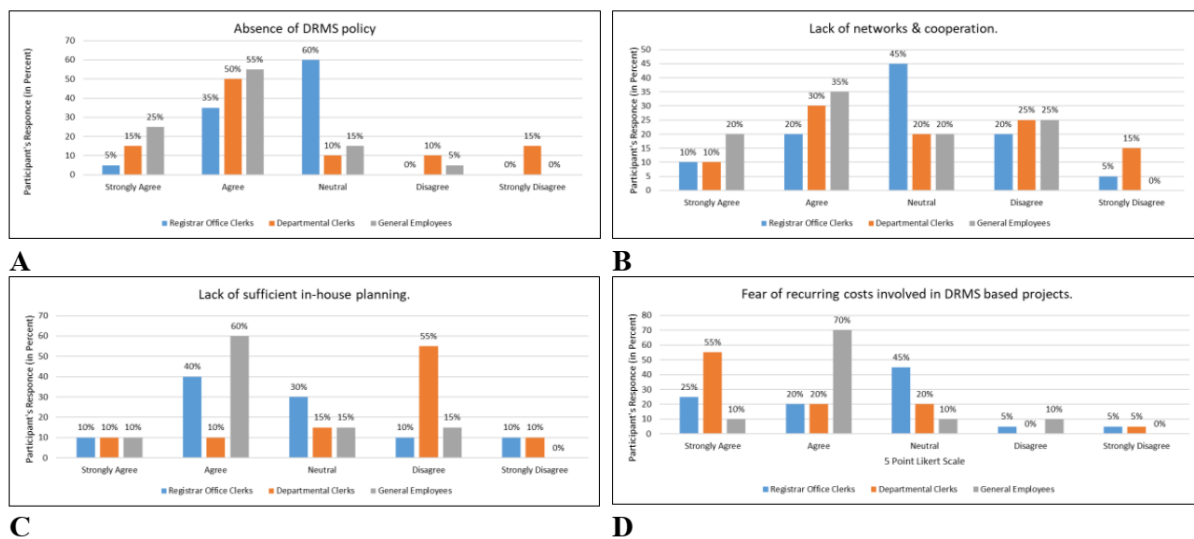 Absence of DRMS policy
Participant's Responce (in Percent)
70
60
50
40
30
20
10
0
5% 15% 25%
35% 50% 55%
60% 10% 15%
0% 10% 5%
0% 15% 0%
Strongly Agree Agree Neutral Disagree Strongly Disagree
Registrar Office Clerks Departmental Clerks General Employees
A
Lack of networks & cooperation.
Participant's Responce (in Percent)
50
45
40
35
30
25
20
15
10
5
0
10% 10% 20%
20% 30% 35%
45% 20% 20%
20% 25% 25%
5% 15% 0%
Strongly Agree Agree Neutral Disagree Strongly Disagree
Registrar Office Clerks Departmental Clerks General Employees
B
Lack of sufficient in-house planning.
Participant's Responce (in Percent)
70
60
50
40
30
20
10
0
10% 10% 10%
40% 10% 60%
30% 15% 15%
10% 55% 15%
10% 10% 0%
Strongly Agree Agree Neutral Disagree Strongly Disagree
Registrar Office Clerks Departmental Clerks General Employees
C
Fear of recurring costs involved in DRMS based projects.
Participant's Responce (in Percent)
80
70
60
50
40
30
20
10
0
25% 55% 10%
20% 20% 70%
45% 20% 10%
5% 0% 10%
5% 5% 0%
Strongly Agree Agree Neutral Disagree Strongly Disagree
5 Point Likert Scale
Registrar Office Clerks Departmental Clerks General Employees
D